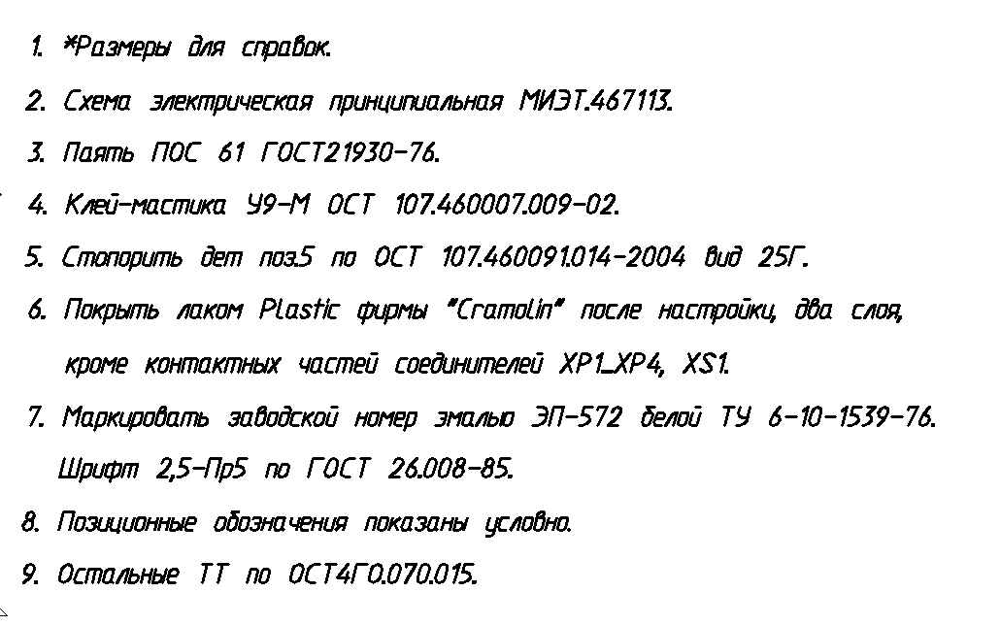 1. *Размеры для справок.
2. Схема электрическая принципиальная МИЭТ.467113.
3. Паять ПОС 61 ГОСТ21930-76.
4. Клей-мастика У9-М ОСТ 107.460007.009-02.
5. Стопорить дет поз.5 по ОСТ 107.460091.014-2004 вид 25Г.
6. Покрыть лаком Plastic фирмы "Cramolin" после настройки, два слоя,
кроме контактных частей соединителей XP1...XP4, XS1.
7. Маркировать заводской номер эмалью ЭП-572 белой ТУ 6-10-1539-76.
Шрифт 2,5-Пр5 по ГОСТ 26.008-85.
8. Позиционные обозначения показаны условно.
9. Остальные ТТ по ОСТ4ГО.070.015.